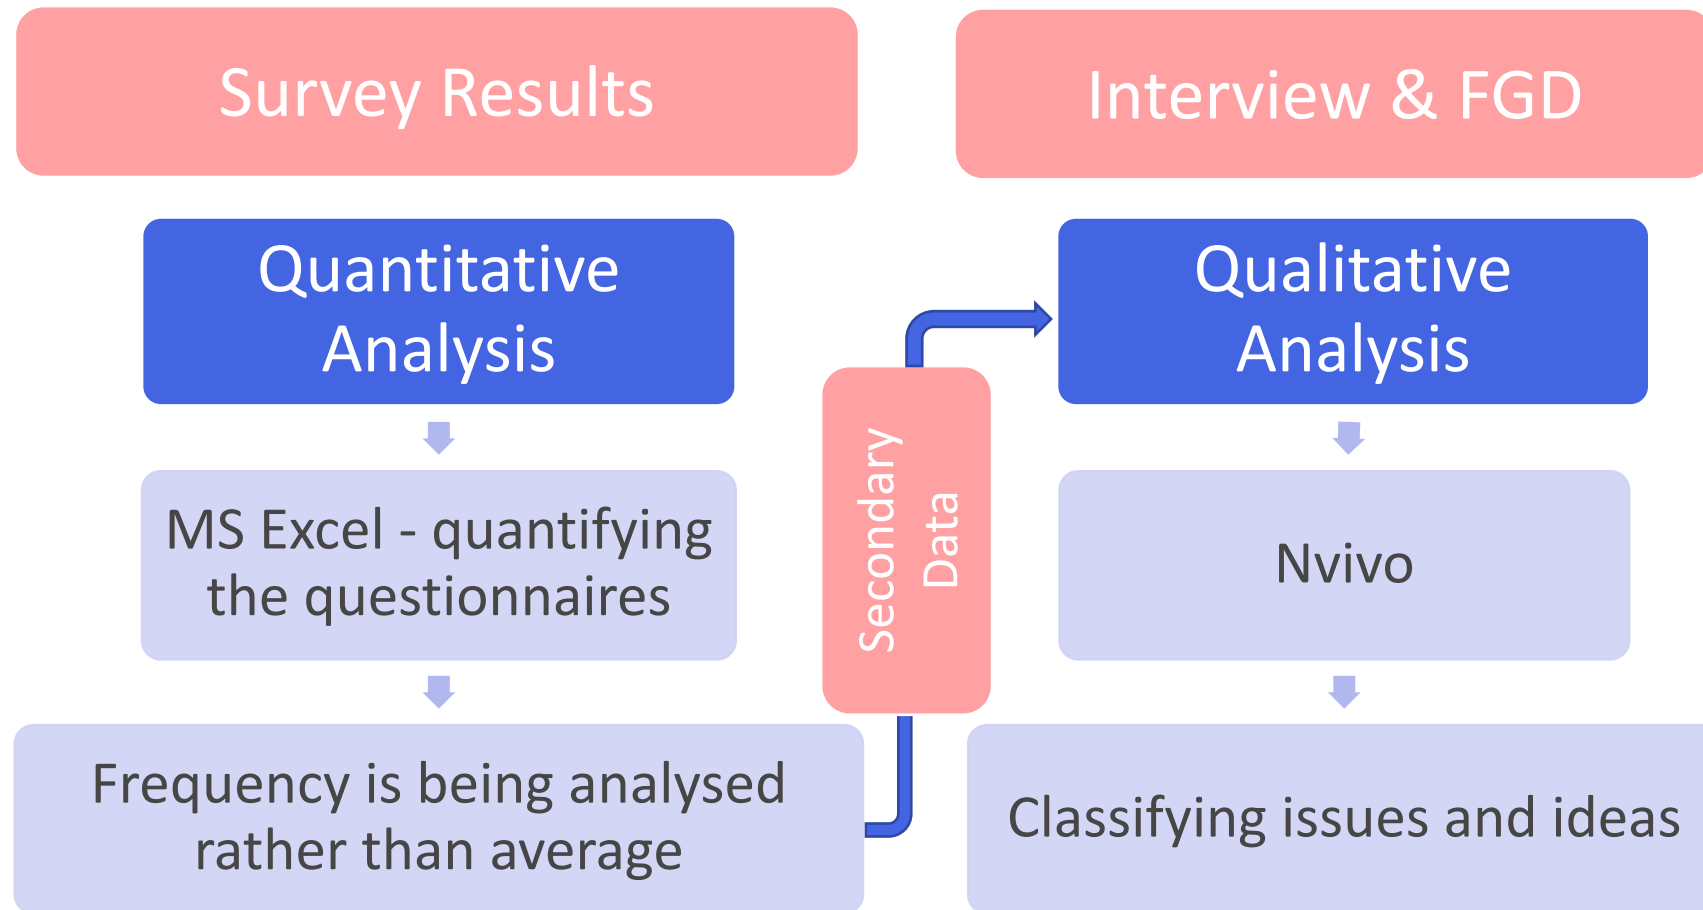 Survey Results
Quantitative
Analysis
MS Excel - quantifying
the questionnaires
Frequency is being analysed
rather than average
Secondary
Data
Interview & FGD
Qualitative
Analysis
Nvivo
Classifying issues and ideas